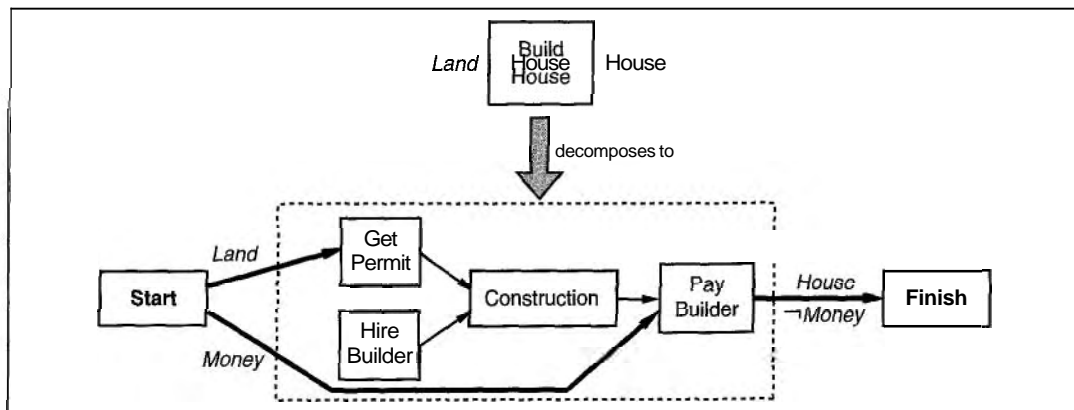 Build
House
House
Land
House
decomposes to
Land
Get
Permit
Start
Construction
Pay
Builder
House
¬Money
Finish
Hire
Builder
Money